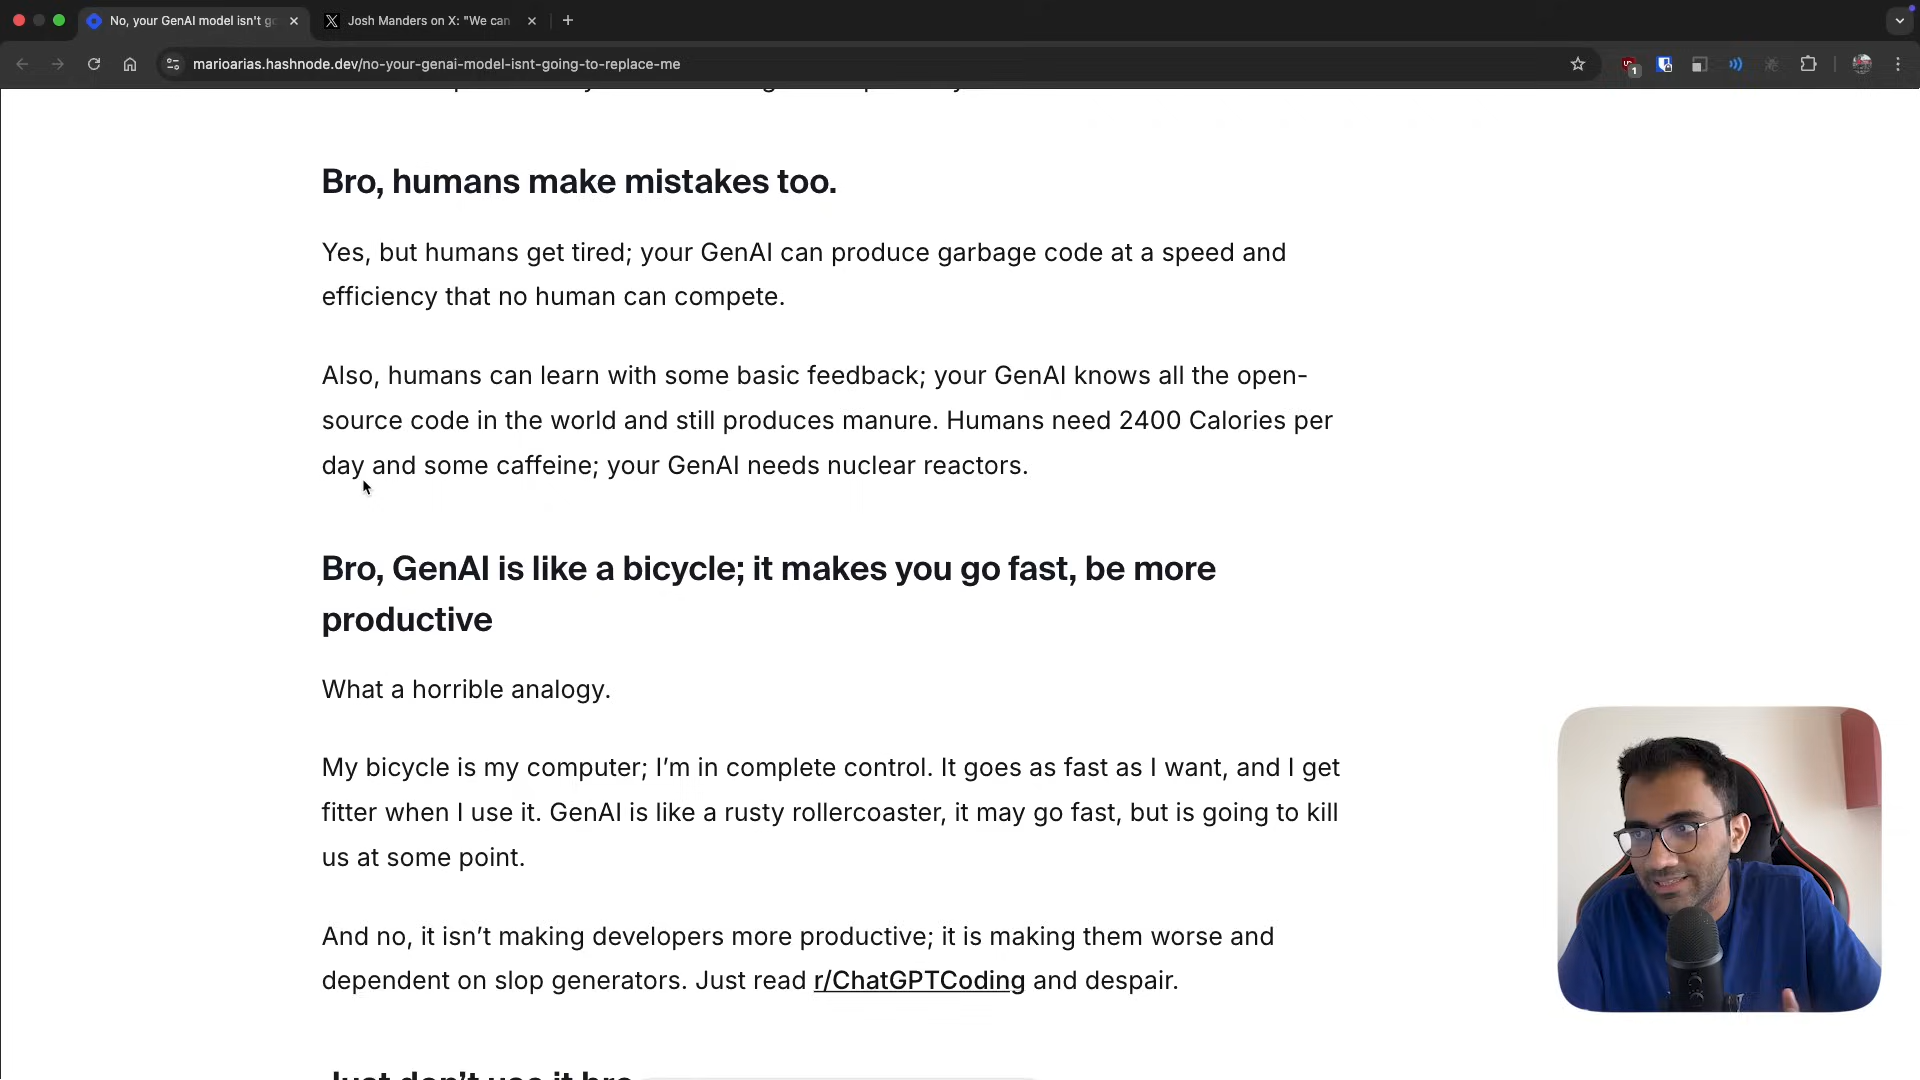 No, your GenAI model isn't g
Josh Manders on X: "We can
marioarias.hashnode.dev/no-your-genai-model-isnt-going-to-replace-me
1
Bro, humans make mistakes too.
Yes, but humans get tired; your GenAI can produce garbage code at a speed and
efficiency that no human can compete.
Also, humans can learn with some basic feedback; your GenAI knows all the open-
source code in the world and still produces manure. Humans need 2400 Calories per
day and some caffeine; your GenAI needs nuclear reactors.
Bro, GenAI is like a bicycle; it makes you go fast, be more
productive
What a horrible analogy.
My bicycle is my computer; I’m in complete control. It goes as fast as I want, and I get
fitter when I use it. GenAI is like a rusty rollercoaster, it may go fast, but is going to kill
us at some point.
And no, it isn’t making developers more productive; it is making them worse and
dependent on slop generators. Just read r/ChatGPTCoding and despair.
Just don’t use it bro